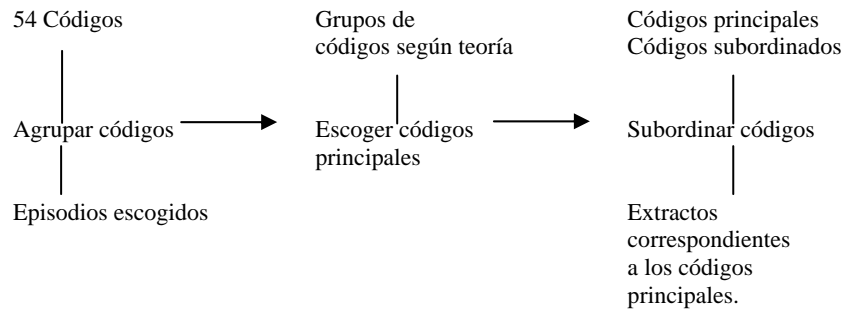 54 Códigos
Agrupar códigos
Episodios escogidos
Grupos de
códigos según teoría
Escoger códigos
principales
Códigos principales
Códigos subordinados
Subordinar códigos
Extractos
correspondientes
a los códigos
principales.